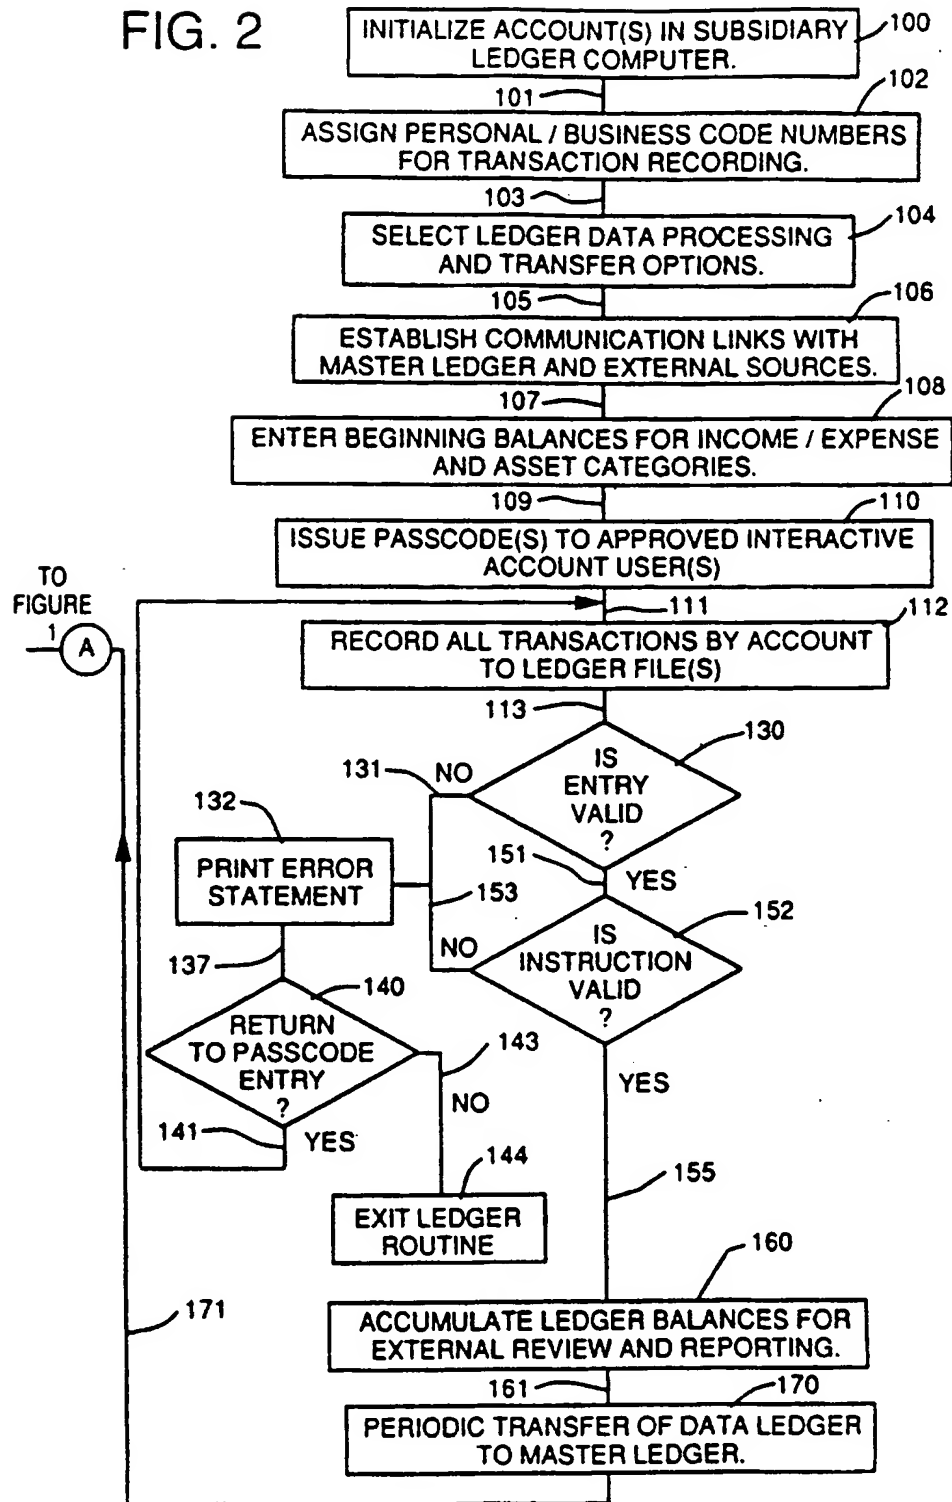 FIG. 2
INITIALIZE ACCOUNT(S) IN SUBSIDIARY
LEDGER COMPUTER.
100
101
102
ASSIGN PERSONAL / BUSINESS CODE NUMBERS
FOR TRANSACTION RECORDING.
103
104
SELECT LEDGER DATA PROCESSING
AND TRANSFER OPTIONS.
105
106
ESTABLISH COMMUNICATION LINKS WITH
MASTER LEDGER AND EXTERNAL SOURCES.
107
108
ENTER BEGINNING BALANCES FOR INCOME / EXPENSE
AND ASSET CATEGORIES.
109
110
ISSUE PASSCODE(S) TO APPROVED INTERACTIVE
ACCOUNT USER(S)
TO
FIGURE
1
A
111
112
RECORD ALL TRANSACTIONS BY ACCOUNT
TO LEDGER FILE(S)
113
130
IS
ENTRY
VALID
?
131
NO
132
PRINT ERROR
STATEMENT
151
YES
153
152
NO
IS
INSTRUCTION
VALID
?
137
140
RETURN
TO PASSCODE
ENTRY
?
143
NO
YES
141
YES
144
EXIT LEDGER
ROUTINE
155
160
ACCUMULATE LEDGER BALANCES FOR
EXTERNAL REVIEW AND REPORTING.
171
161
170
PERIODIC TRANSFER OF DATA LEDGER
TO MASTER LEDGER.